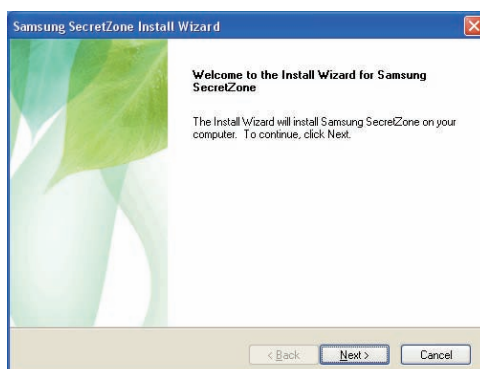 Samsung SecretZone Install Wizard
Welcome to the Install Wizard for Samsung
SecretZone
The Install Wizard will install Samsung SecretZone on your
computer. To continue, click Next.
< Back
Next >
Cancel